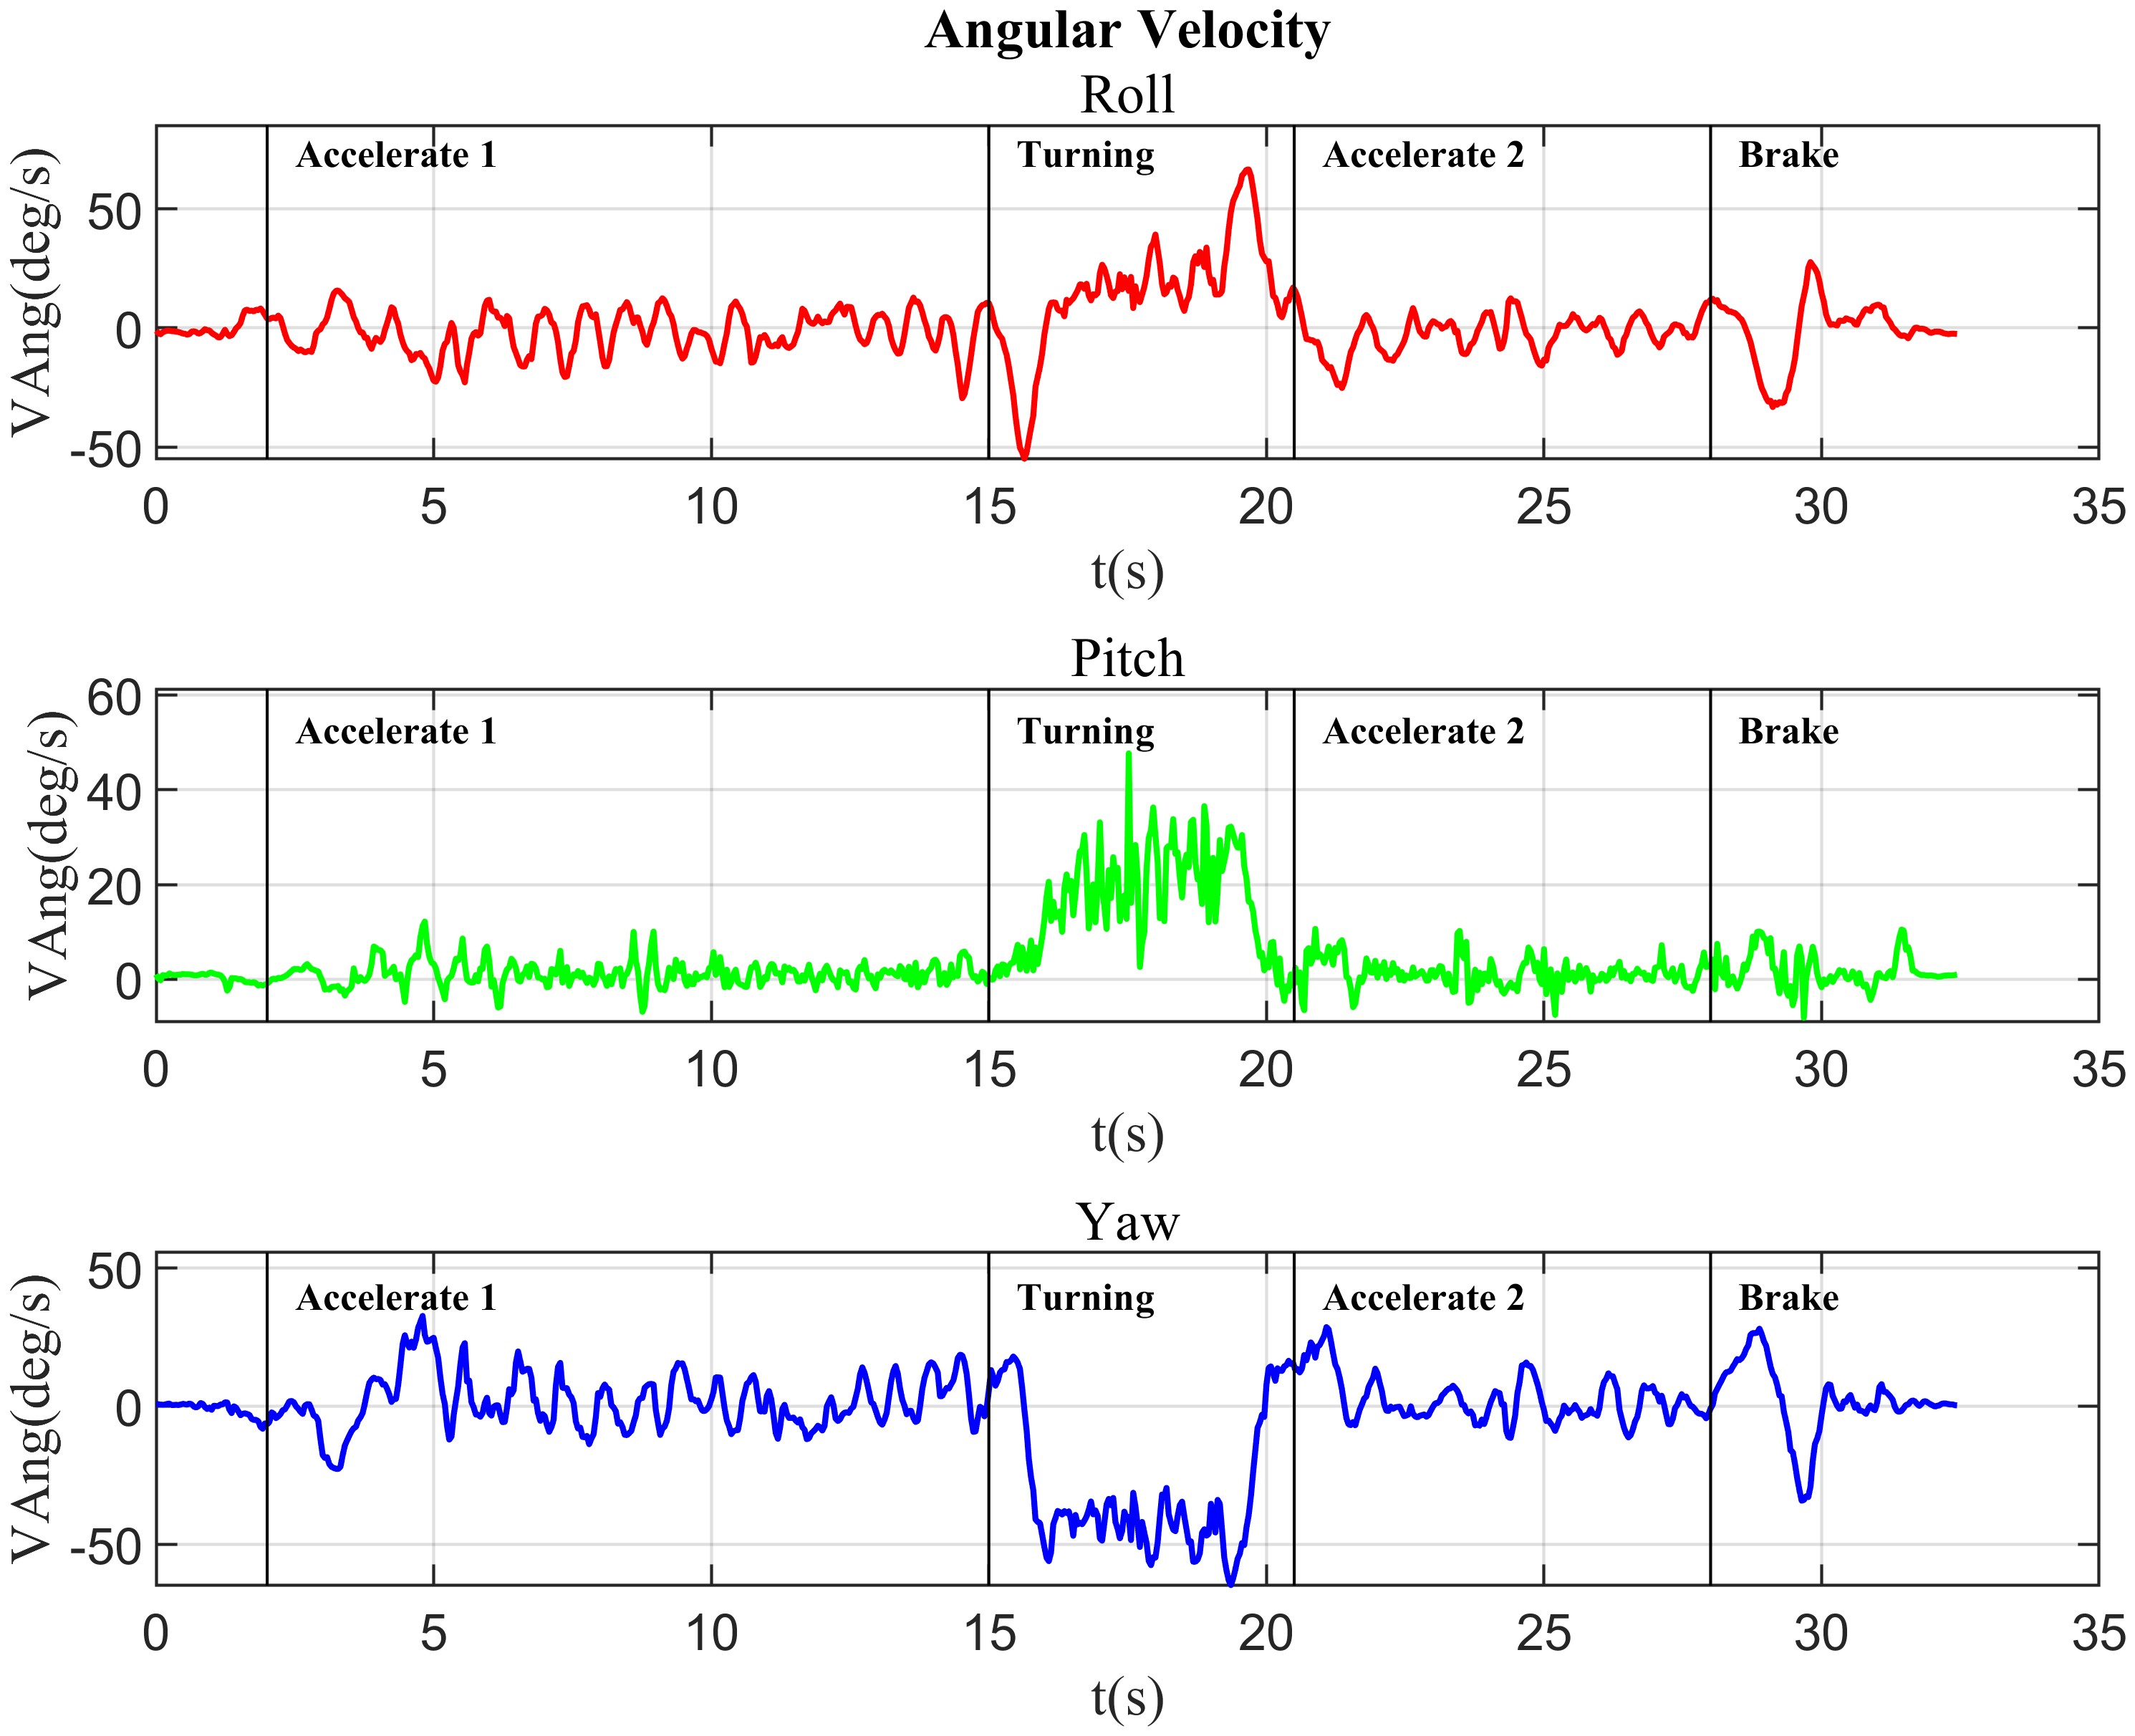 Angular Velocity
Roll
Accelerate 1 Turning Accelerate 2 Brake
V Ang(deg/s)
50
0
-50
0 5 10 15 20 25 30 35
t(s)
Pitch
Accelerate 1 Turning Accelerate 2 Brake
V Ang(deg/s)
60
40
20
0
0 5 10 15 20 25 30 35
t(s)
Yaw
Accelerate 1 Turning Accelerate 2 Brake
V Ang(deg/s)
50
0
-50
0 5 10 15 20 25 30 35
t(s)